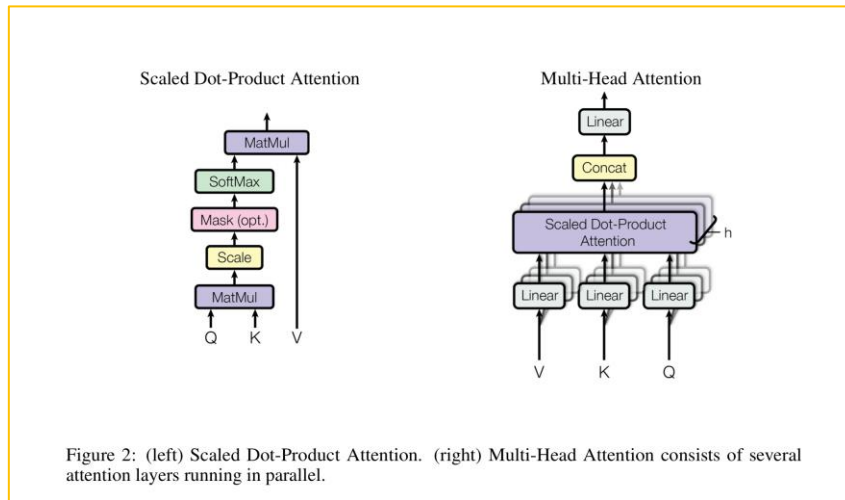 Scaled Dot-Product Attention
MatMul
SoftMax
Mask (opt.)
Scale
MatMul
Q K V
Multi-Head Attention
Linear
Concat
Scaled Dot-Product
Attention
h
Linear Linear Linear
V K Q
Figure 2: (left) Scaled Dot-Product Attention. (right) Multi-Head Attention consists of several
attention layers running in parallel.